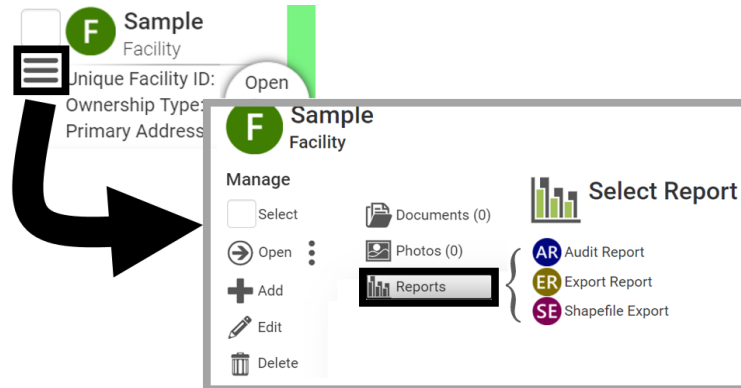 F
Sample
Facility
Unique Facility ID:
Open
Ownership Type:
Primary Address
F
Sample
Facility
Manage
Select
Open
Add
Edit
Delete
Documents (0)
Photos (0)
Reports
Select Report
AR Audit Report
ER Export Report
SE Shapefile Export